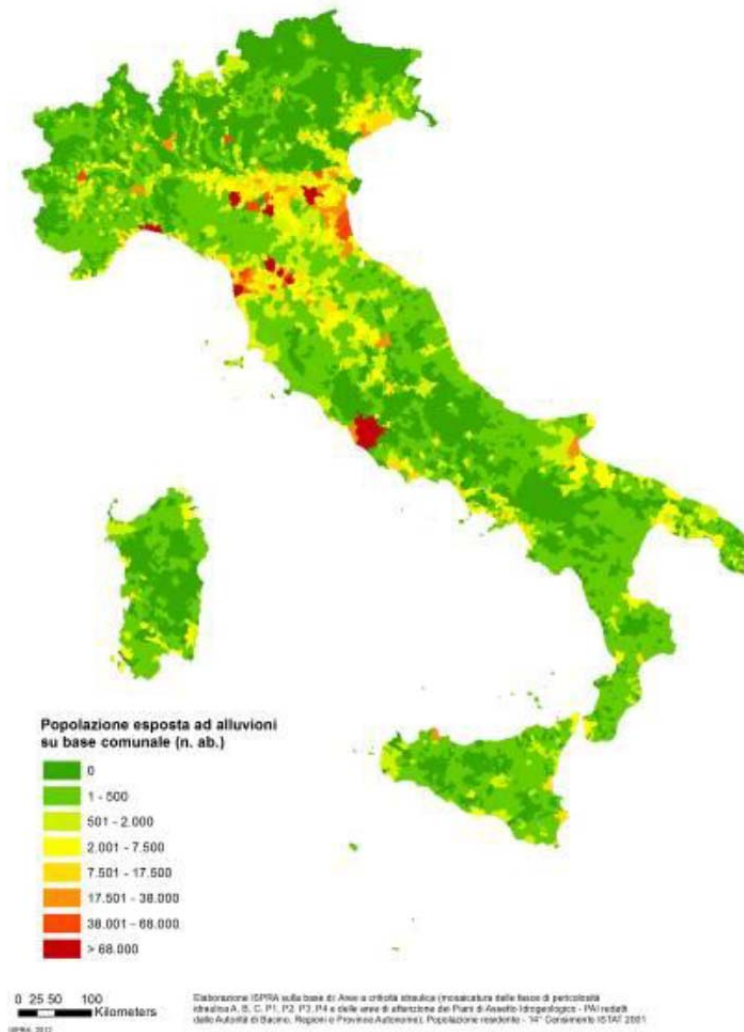 Popolazione esposta ad alluvioni
su base comunale (n. ab.)
0
1 - 500
501 - 2.000
2.001 - 7.500
7.501 - 17.500
17.501 - 38.000
38.001 - 68.000
> 68.000
0 25 50 100
Kilometers
Elaborazione ISPRA sulla base di: Aree a criticità idraulica (mosaicatura delle fasce di pericolosità
idraulica A, B, C, P1, P2, P3, P4 e delle aree di attenzione dei Piani di Assetto Idrogeologico - PAI redatti
dalle Autorità di Bacino, Regioni e Province Autonome); Popolazione residente - 14° Censimento ISTAT 2001
ISPRA, 2012